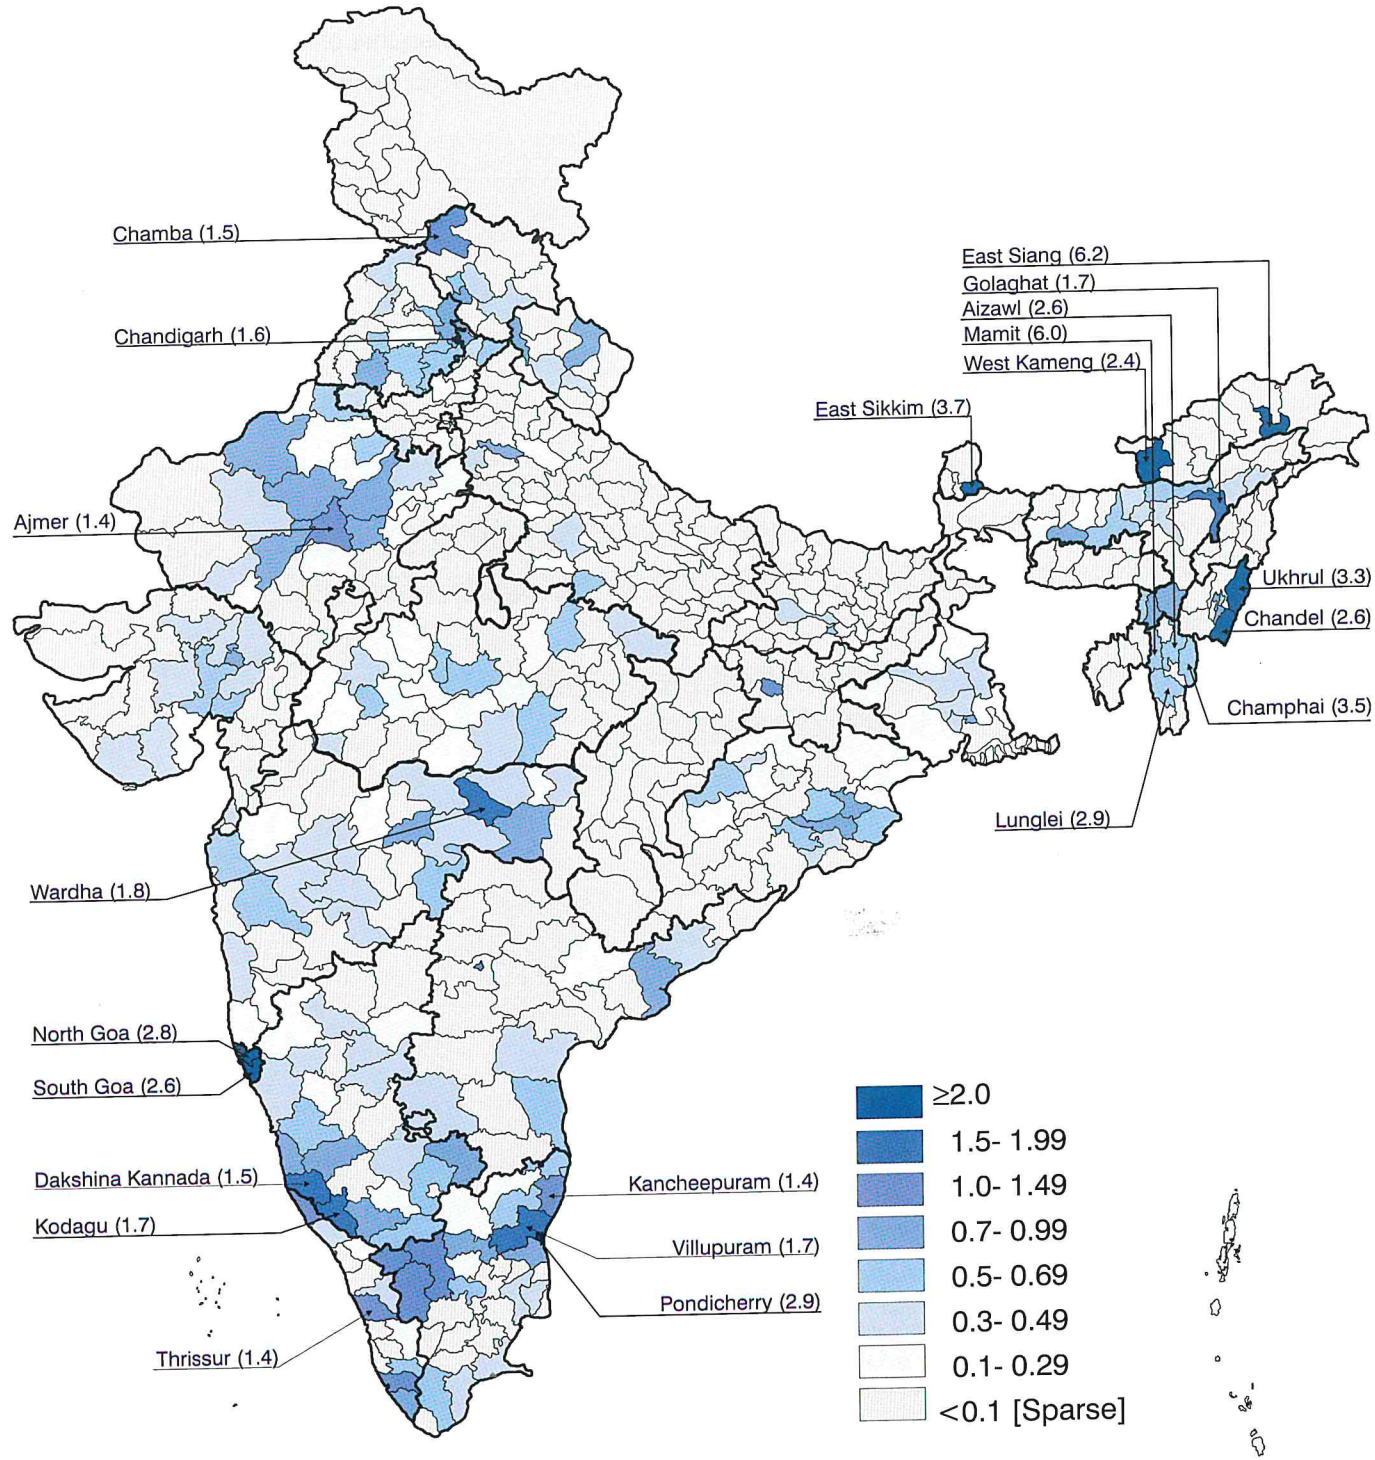 Chamba (1.5)
East Siang (6.2)
Golaghat (1.7)
Aizawl (2.6)
Mamit (6.0)
West Kameng (2.4)
Chandigarh (1.6)
East Sikkim (3.7)
Ajmer (1.4)
Ukhrul (3.3)
Chandel (2.6)
Champhai (3.5)
Lunglei (2.9)
Wardha (1.8)
North Goa (2.8)
South Goa (2.6)
Dakshina Kannada (1.5)
Kodagu (1.7)
Kancheepuram (1.4)
Villupuram (1.7)
Pondicherry (2.9)
Thrissur (1.4)
≥2.0
1.5- 1.99
1.0- 1.49
0.7- 0.99
0.5- 0.69
0.3- 0.49
0.1- 0.29
<0.1 [Sparse]